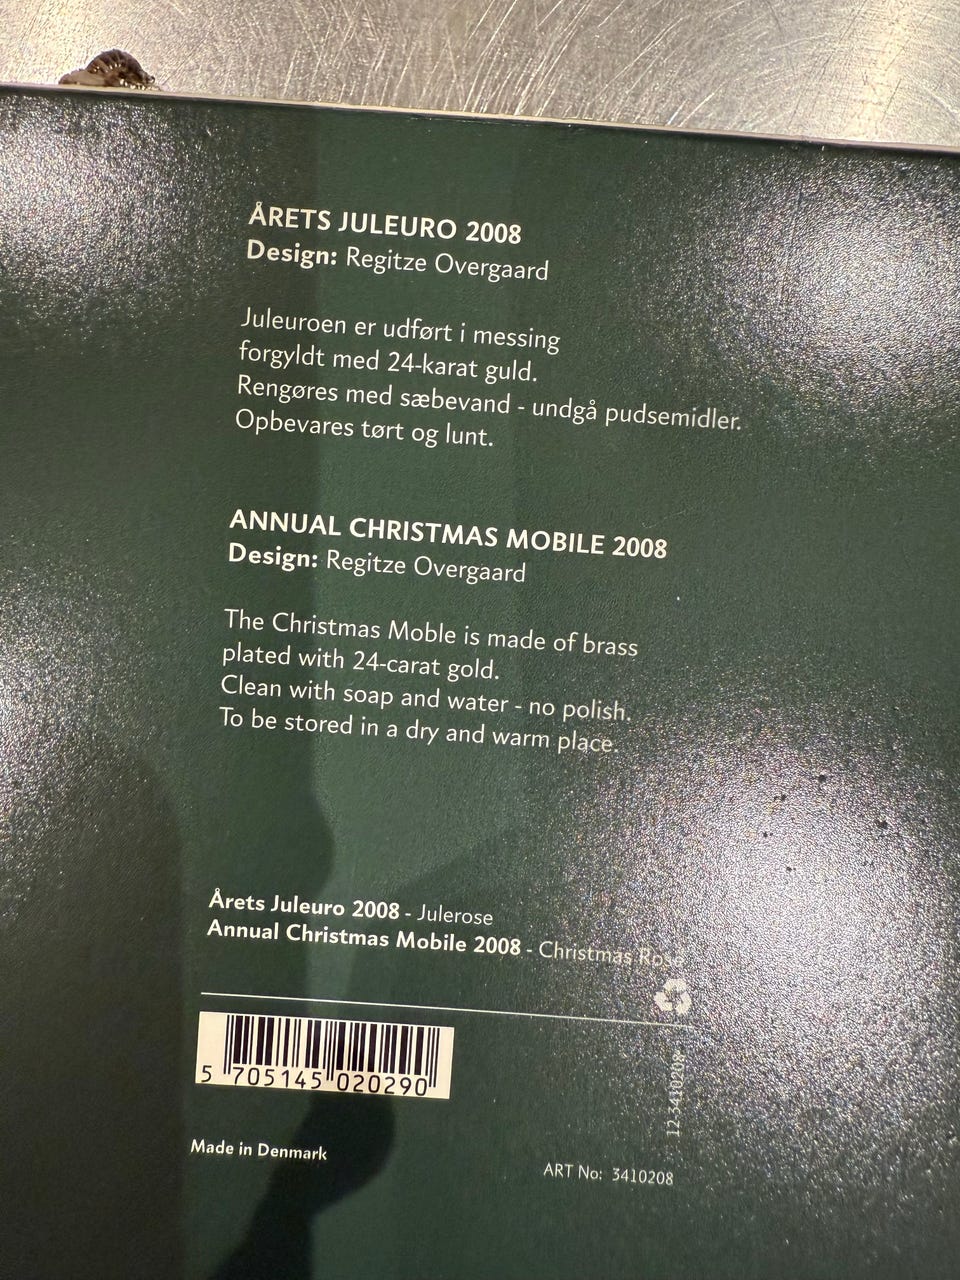 ÅRETS JULEURO 2008
Design: Regitze Overgaard
Juleuroen er udført i messing
forgyldt med 24-karat guld.
Rengøres med sæbevand - undgå pudsemidler.
Opbevares tørt og lunt.
ANNUAL CHRISTMAS MOBILE 2008
Design: Regitze Overgaard
The Christmas Moble is made of brass
plated with 24-carat gold.
Clean with soap and water - no polish.
To be stored in a dry and warm place.
Årets Juleuro 2008 - Julerose
Annual Christmas Mobile 2008 - Christmas Rose
5 705145 020290
12-3410208
Made in Denmark
ART No: 3410208